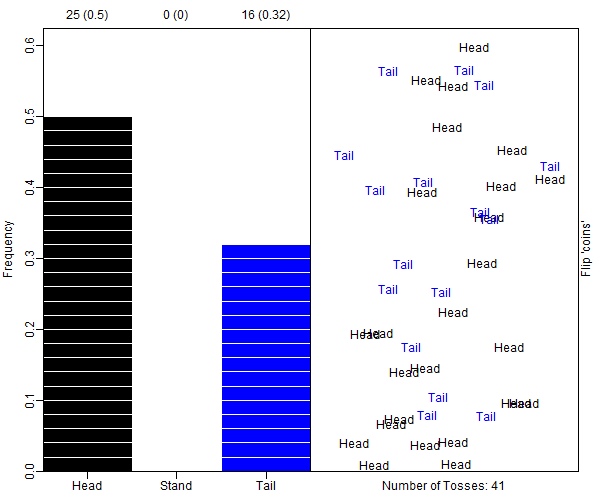 25 (0.5) 0 (0) 16 (0.32)
0.6
0.5
0.4
0.3
0.2
0.1
0.0
Frequency
Head Stand Tail
Head
Tail
Tail
Head
Head
Tail
Head
Head
Tail
Tail
Head
Tail
Tail
Head
Head
Tail
Head
Tail
Tail
Head
Tail
Tail
Head
Head
Head
Tail
Head
Head
Head
Tail
Head
Head
Tail
Tail
Head
Head
Head
Head
Head
Head
Head
Flip 'coins'
Number of Tosses: 41